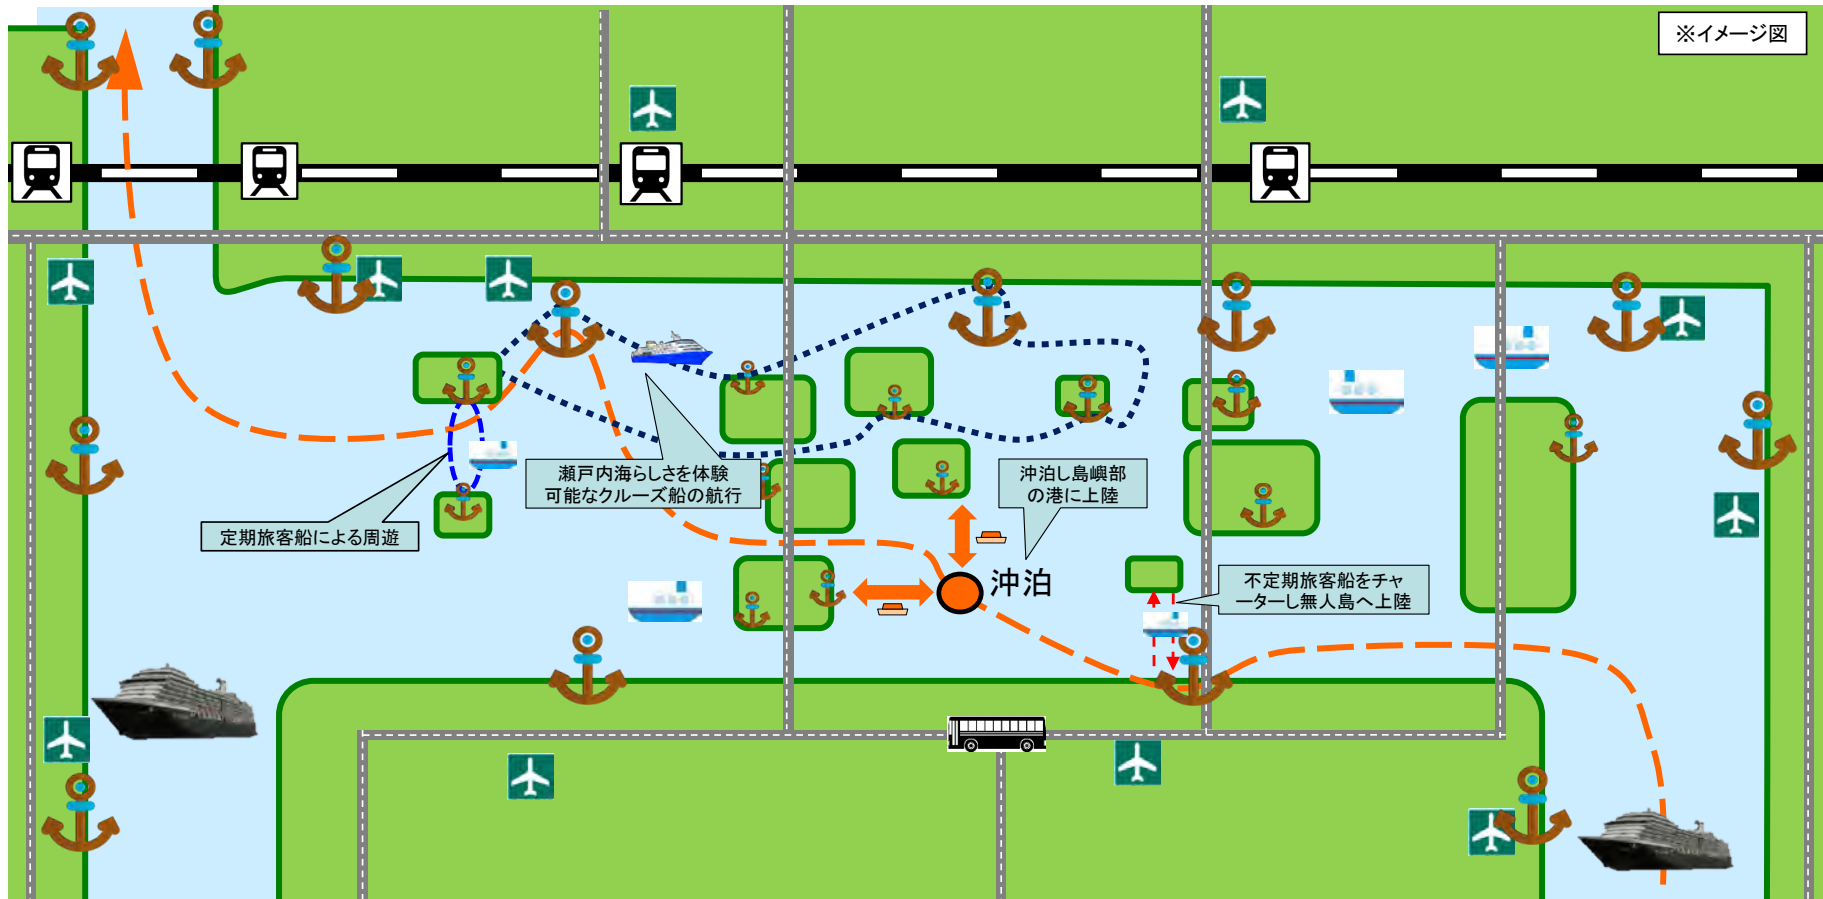 ※イメージ図
瀬戸内海らしさを体験
可能なクルーズ船の航行
沖泊し島嶼部
の港に上陸
定期旅客船による周遊
沖泊
不定期旅客船をチャ
ーターし無人島へ上陸